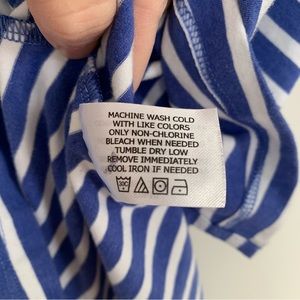 MACHINE WASH COLD
WITH LIKE COLORS
ONLY NON-CHLORINE
BLEACH WHEN NEEDED
TUMBLE DRY LOW
REMOVE IMMEDIATELY
COOL IRON IF NEEDED